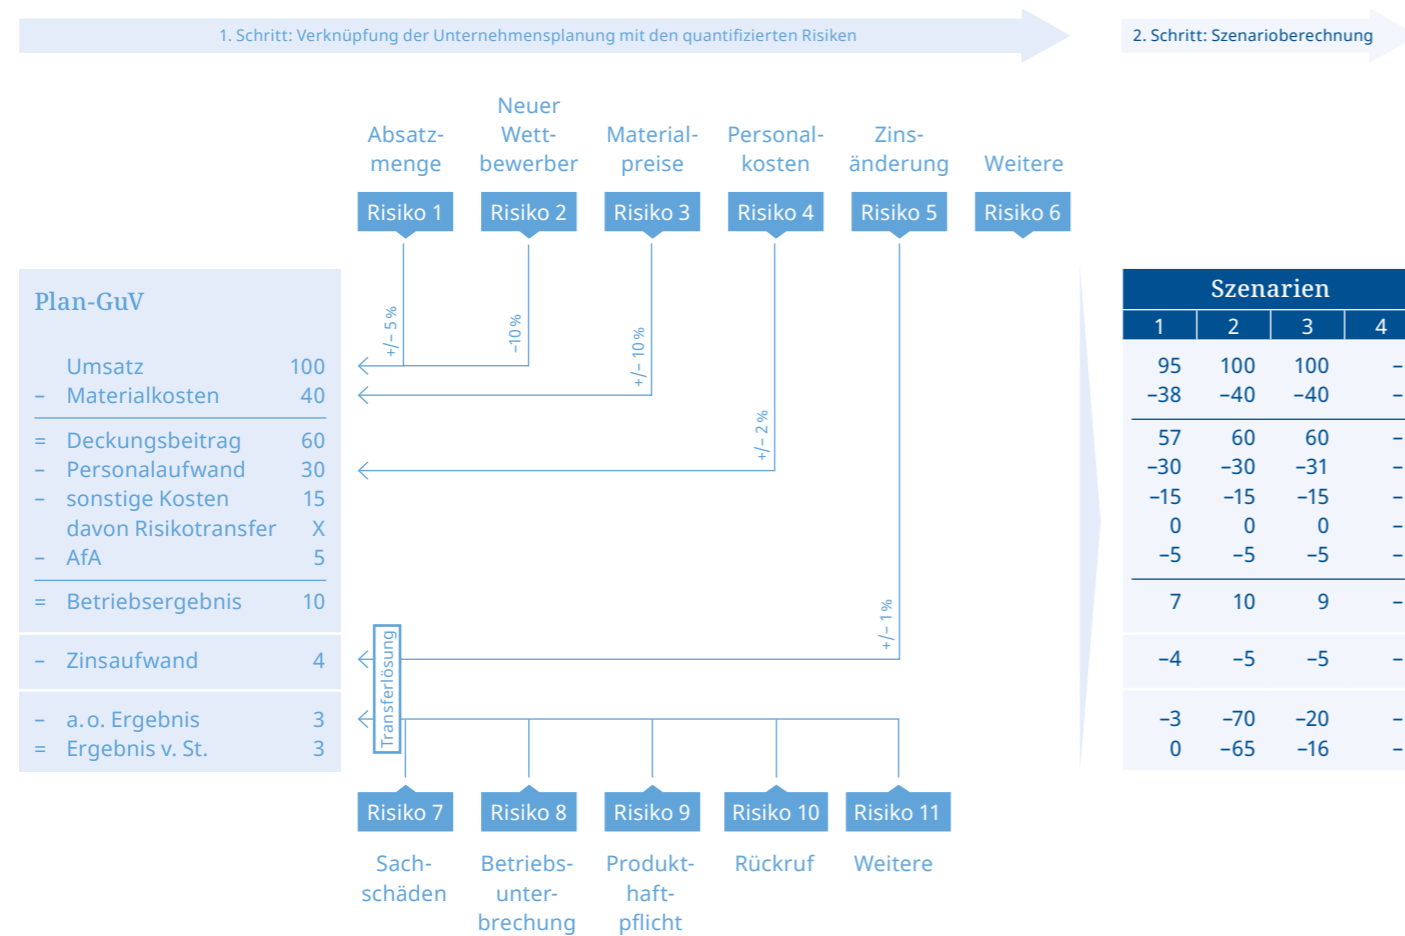 1. Schritt: Verknüpfung der Unternehmensplanung mit den quantifizierten Risiken
2. Schritt: Szenarioberechnung
Absatz-
menge
Neuer
Wett-
bewerber
Material-
preise
Personal-
kosten
Zins-
änderung
Weitere
Risiko 1
Risiko 2
Risiko 3
Risiko 4
Risiko 5
Risiko 6
+/– 5 %
–10 %
+/– 10 %
+/– 2 %
+/– 1 %
Transferlösung
Plan-GuV
Umsatz 100
– Materialkosten 40
= Deckungsbeitrag 60
– Personalaufwand 30
– sonstige Kosten 15
davon Risikotransfer X
– AfA 5
= Betriebsergebnis 10
– Zinsaufwand 4
– a. o. Ergebnis 3
= Ergebnis v. St. 3
Szenarien
1 2 3 4
95 100 100 –
–38 –40 –40 –
57 60 60 –
–30 –30 –31 –
–15 –15 –15 –
0 0 0 –
–5 –5 –5 –
7 10 9 –
–4 –5 –5 –
–3 –70 –20 –
0 –65 –16 –
Risiko 7
Risiko 8
Risiko 9
Risiko 10
Risiko 11
Sach-
schäden
Betriebs-
unter-
brechung
Produkt-
haft-
pflicht
Rückruf
Weitere